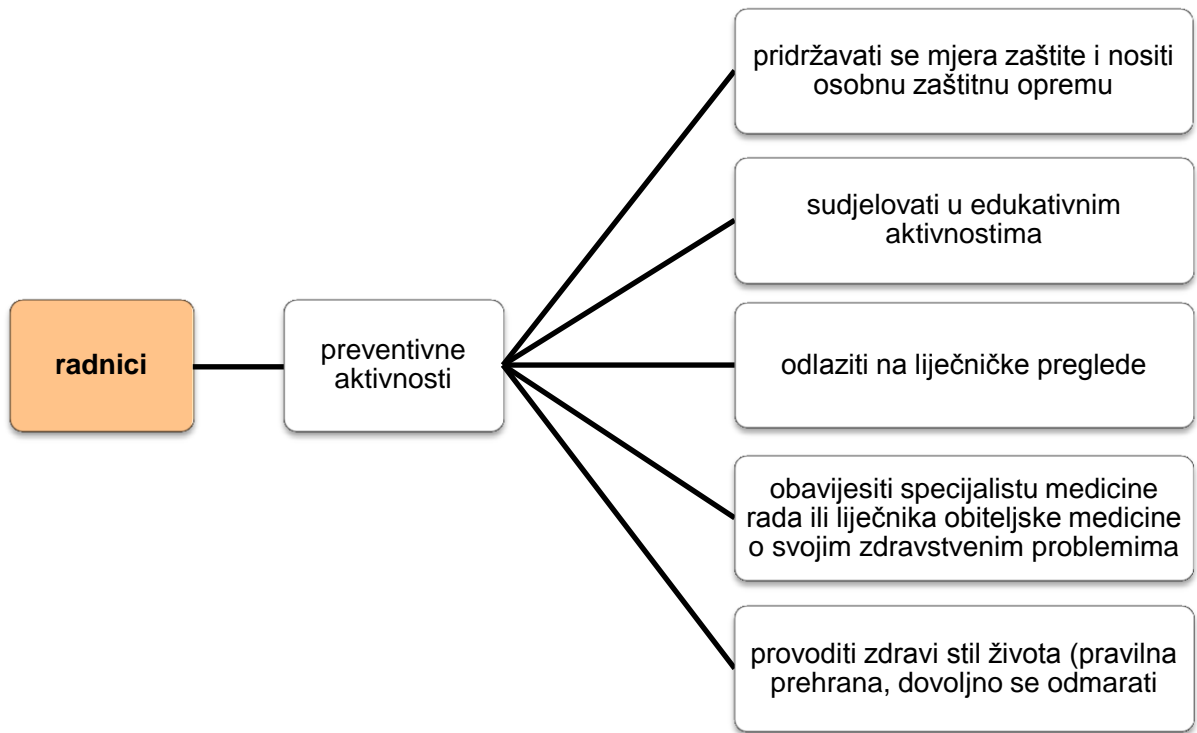 radnici
preventivne
aktivnosti
pridržavati se mjera zaštite i nositi
osobnu zaštitnu opremu
sudjelovati u edukativnim
aktivnostima
odlaziti na liječničke preglede
obavijesiti specijalistu medicine
rada ili liječnika obiteljske medicine
o svojim zdravstvenim problemima
provoditi zdravi stil života (pravilna
prehrana, dovoljno se odmarati